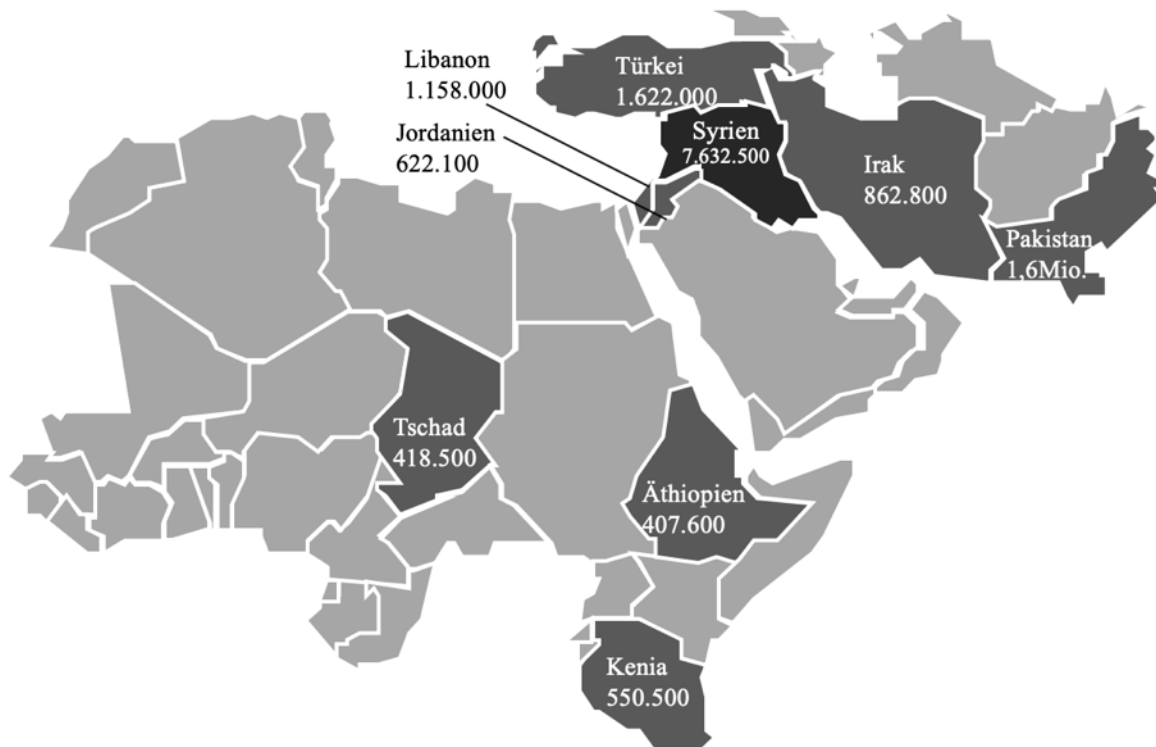 Libanon
1.158.000
Jordanien
622.100
Türkei
1.622.000
Syrien
7.632.500
Irak
862.800
Pakistan
1,6Mio.
Tschad
418.500
Äthiopien
407.600
Kenia
550.500